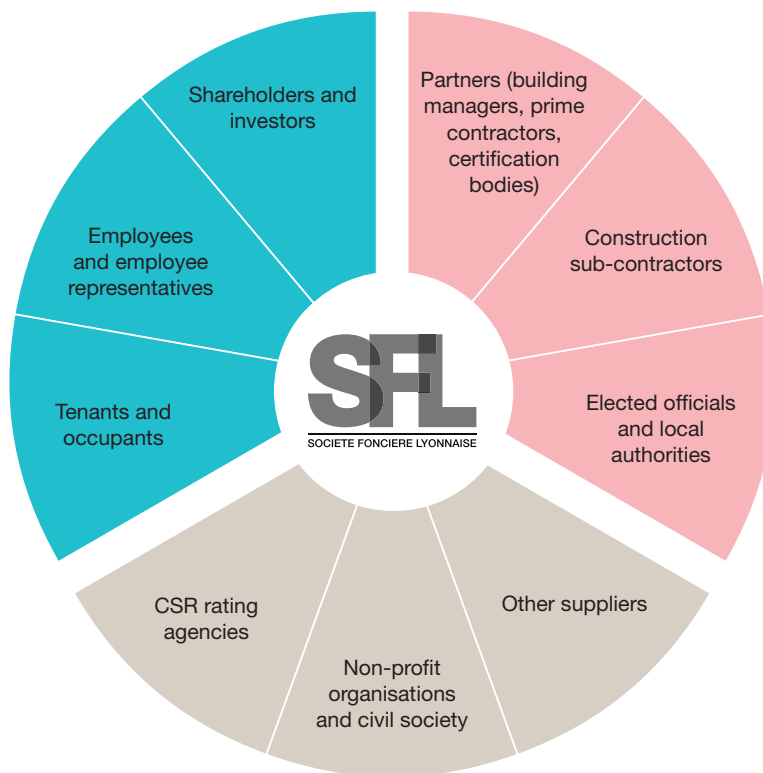 Shareholders and
investors
Partners (building
managers, prime
contractors,
certification
bodies)
Employees
and employee
representatives
Construction
sub-contractors
Tenants and
occupants
SFL
SOCIETE FONCIERE LYONNAISE
Elected officials
and local
authorities
CSR rating
agencies
Non-profit
organisations
and civil society
Other suppliers